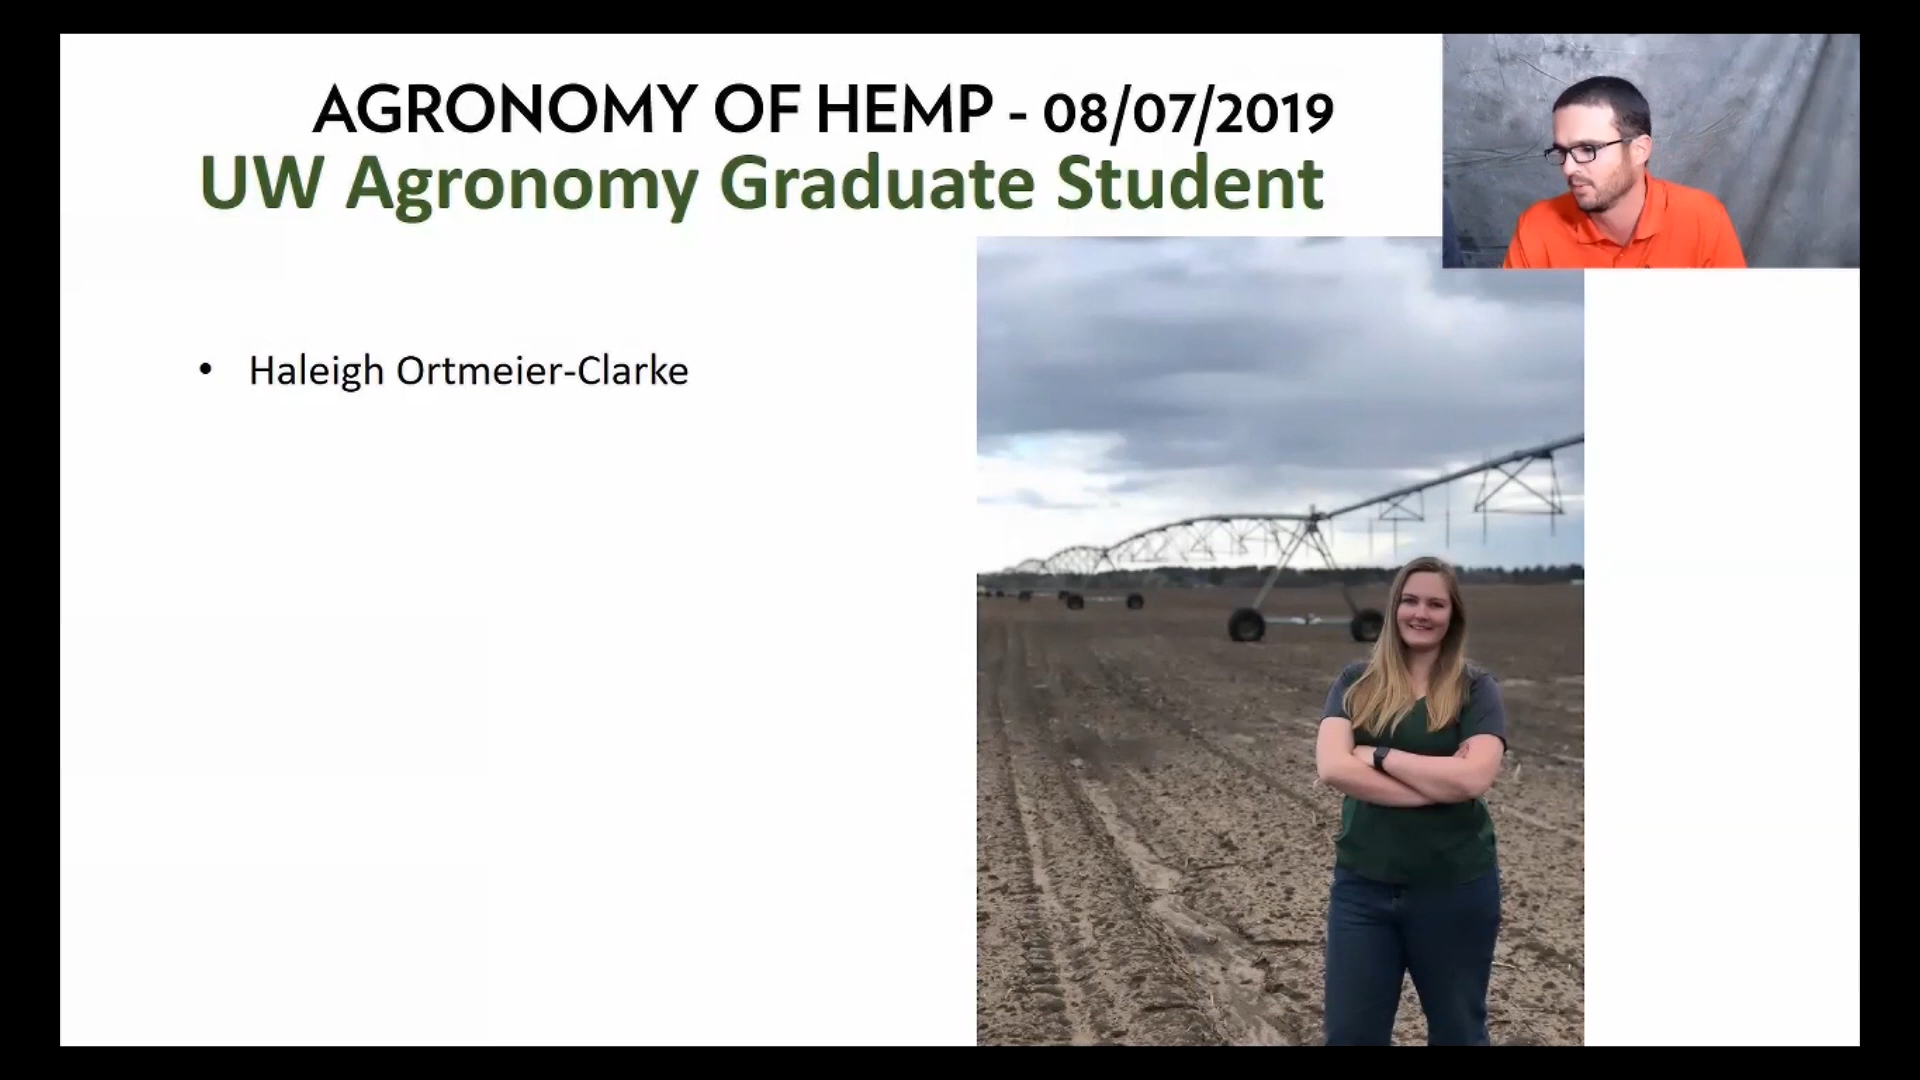 AGRONOMY OF HEMP - 08/07/2019
UW Agronomy Graduate Student
• Haleigh Ortmeier-Clarke